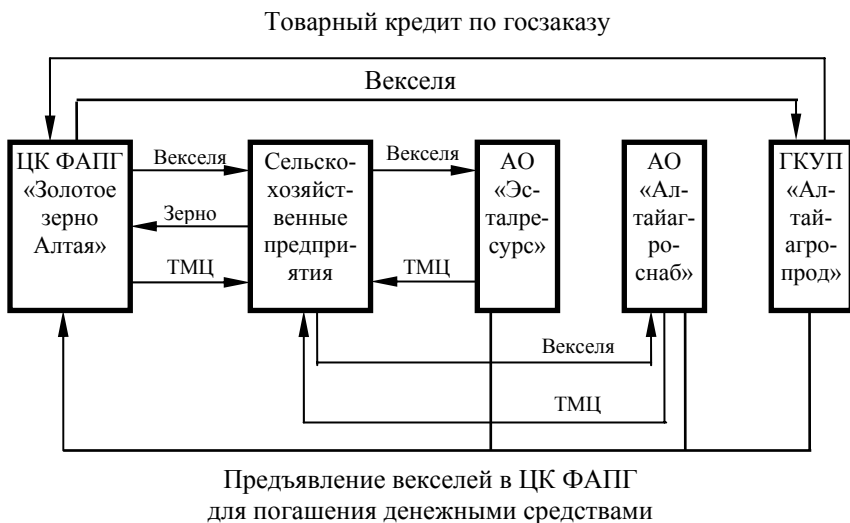 Товарный кредит по госзаказу
Векселя
ЦК ФАПГ
«Золотое
зерно
Алтая»
Векселя
Зерно
ТМЦ
Сельско-
хозяйст-
венные
предпри-
ятия
Векселя
ТМЦ
АО
«Эс-
талре-
сурс»
АО
«Ал-
тайаг-
ро-
снаб»
ГКУП
«Ал-
тай-
агро-
прод»
Векселя
ТМЦ
Предъявление векселей в ЦК ФАПГ
для погашения денежными средствами